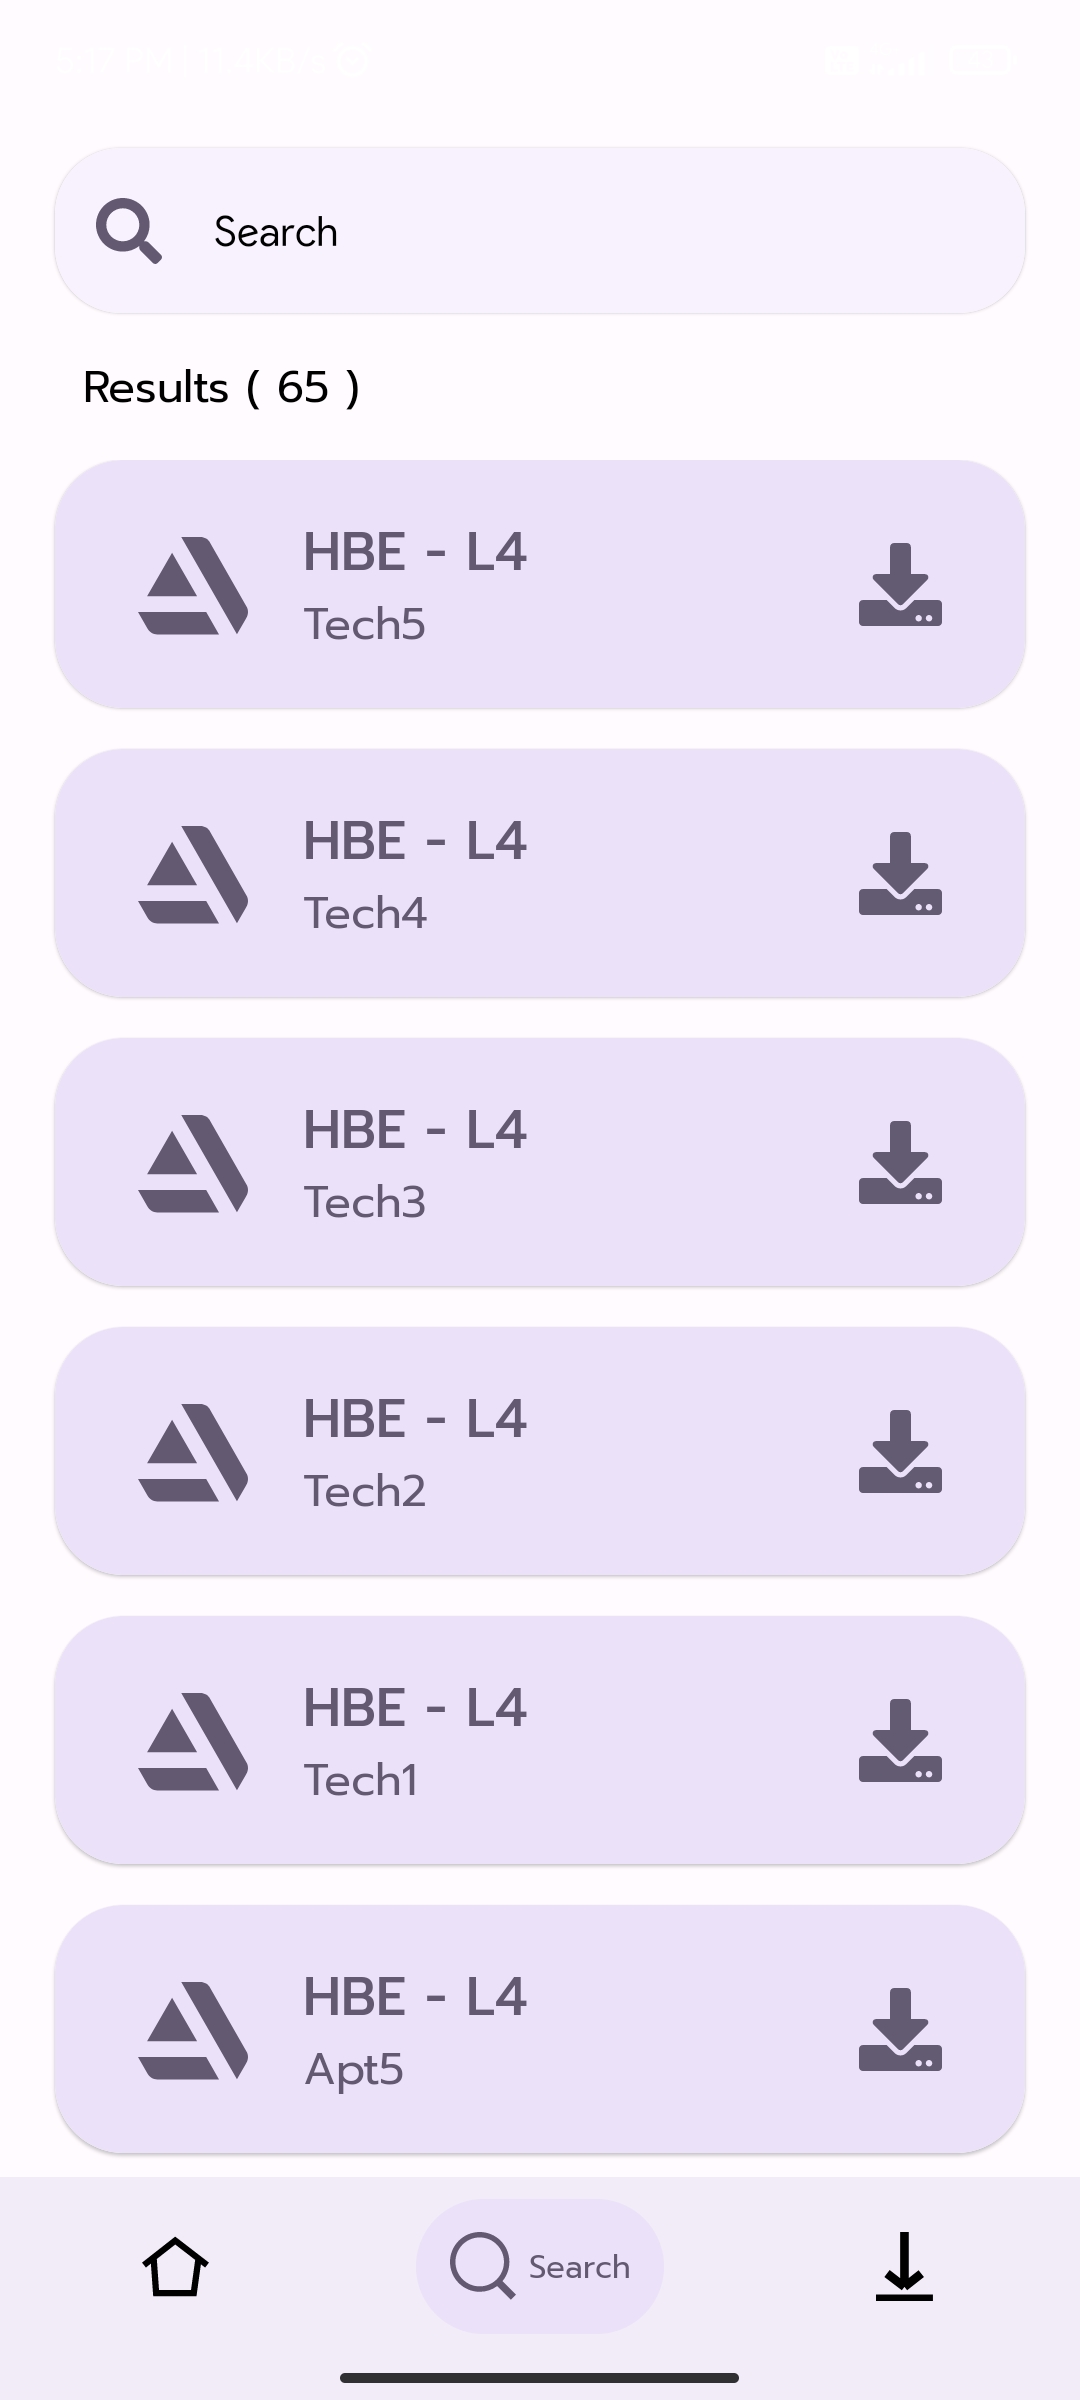 Search
Results ( 65 )
HBE - L4
Tech5
HBE - L4
Tech4
HBE - L4
Tech3
HBE - L4
Tech2
HBE - L4
Tech1
HBE - L4
Apt5
Search